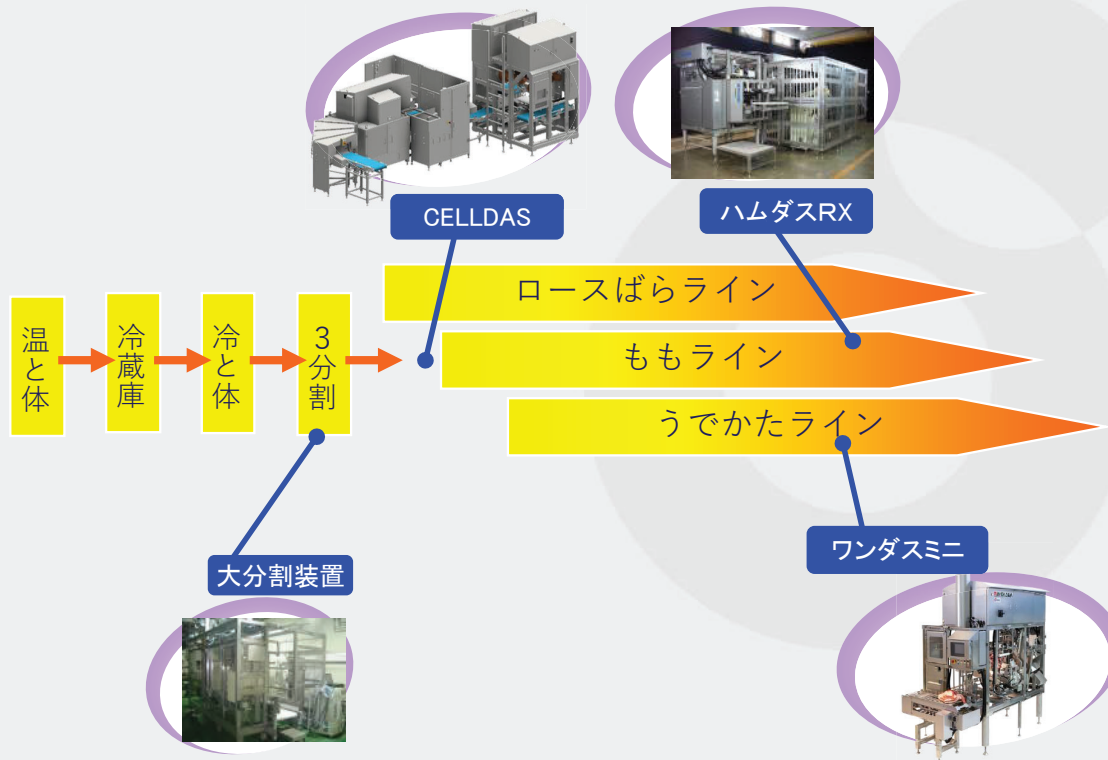 CELLDAS
ハムダスRX
ロースばらライン
ももライン
うでかたライン
温と体
冷蔵庫
冷と体
3分割
大分割装置
ワンダスミニ